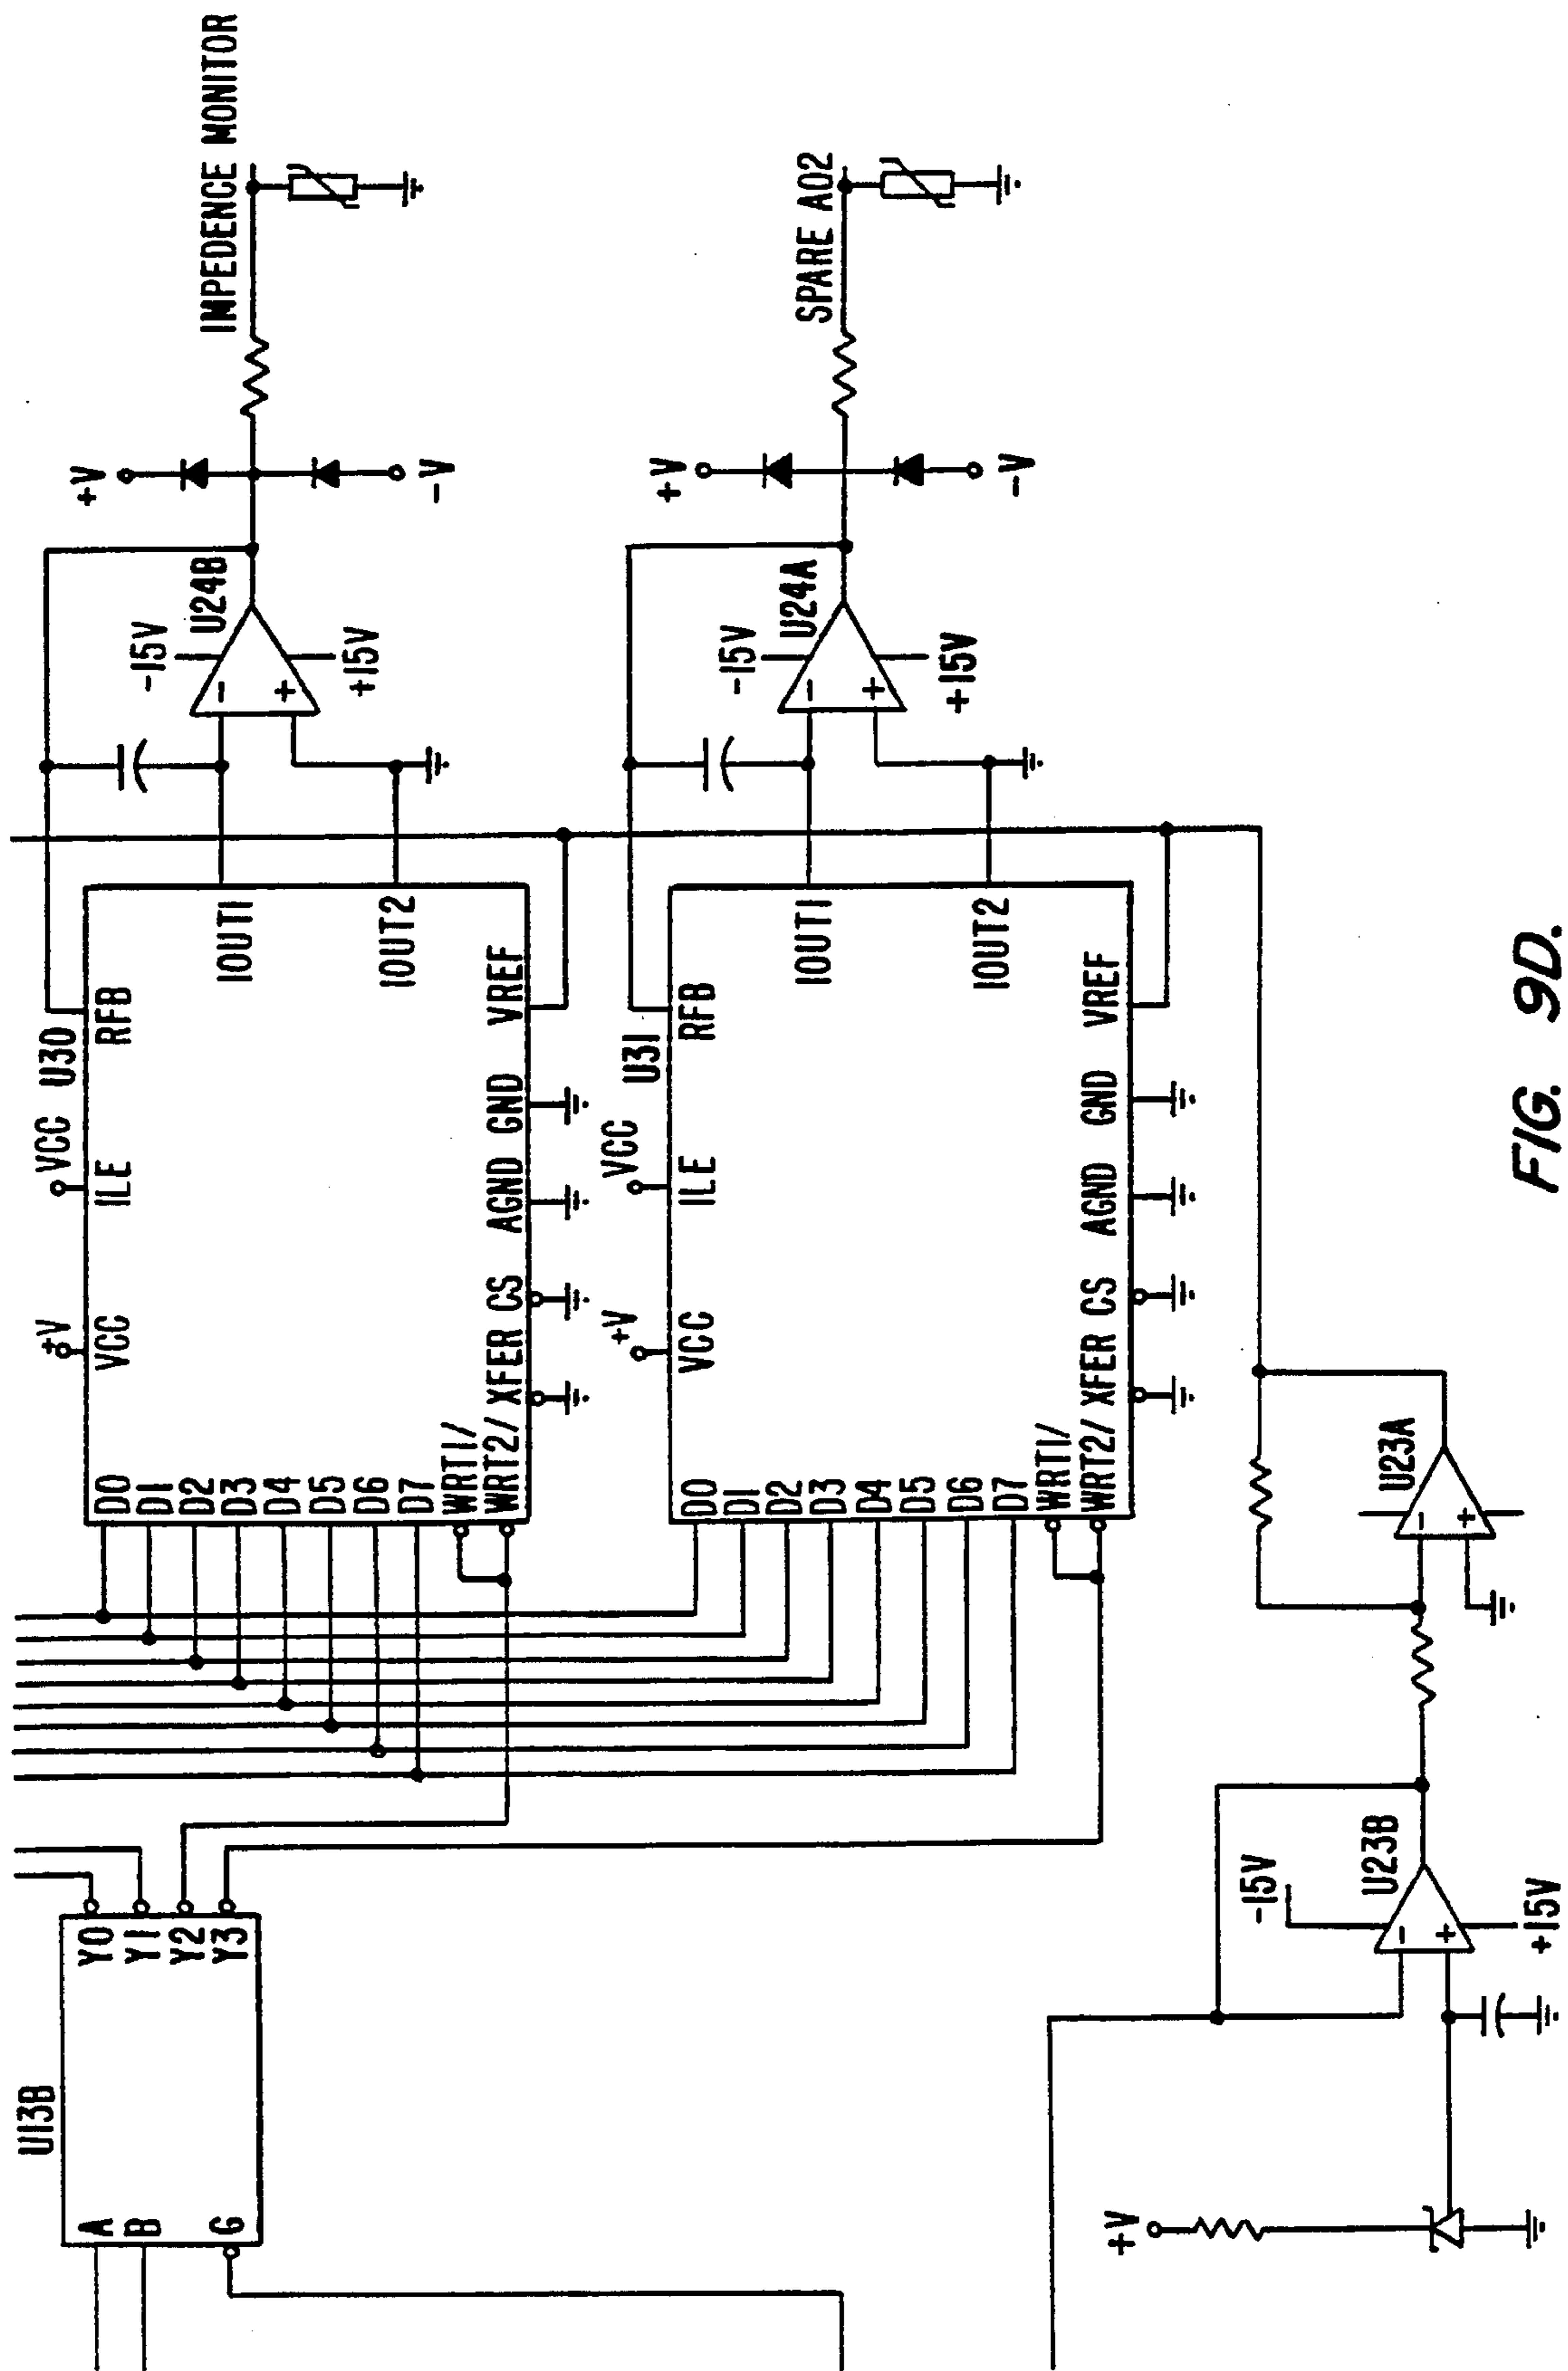 U13B
A
B
G
Y0
Y1
Y2
Y3
+V
VCC
VCC
ILE
U30
RFB
D0
D1
D2
D3
D4
D5
D6
D7
WRT1/
WRT2/ XFER CS AGND GND VREF
IOUT1
IOUT2
-15V
U24B
-
+
+15V
+V
-V
IMPEDENCE MONITOR
+V
VCC
VCC
ILE
U31
RFB
D0
D1
D2
D3
D4
D5
D6
D7
WRT1/
WRT2/ XFER CS AGND GND VREF
IOUT1
IOUT2
-15V
U24A
-
+
+15V
+V
-V
SPARE A02
+V
-15V
U23B
-
+
+15V
U23A
-
+
FIG. 9D.